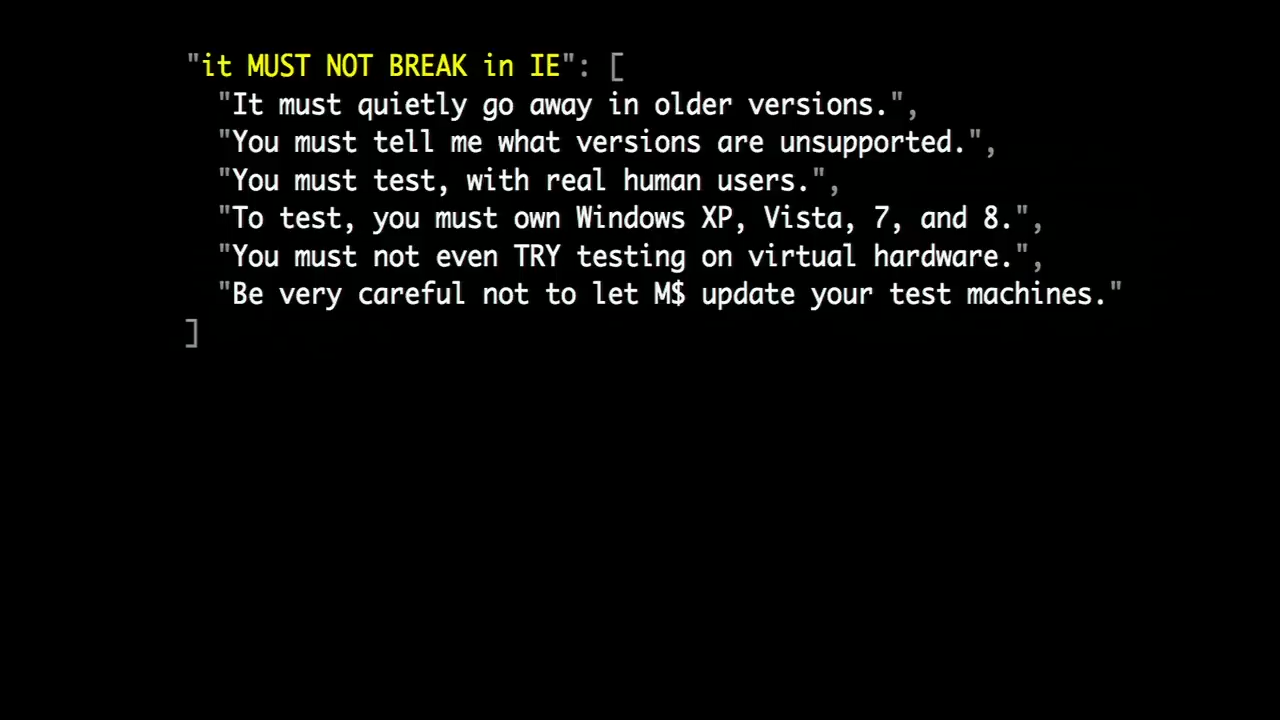 "it MUST NOT BREAK in IE": [
"It must quietly go away in older versions.",
"You must tell me what versions are unsupported.",
"You must test, with real human users.",
"To test, you must own Windows XP, Vista, 7, and 8.",
"You must not even TRY testing on virtual hardware.",
"Be very careful not to let M$ update your test machines."
]